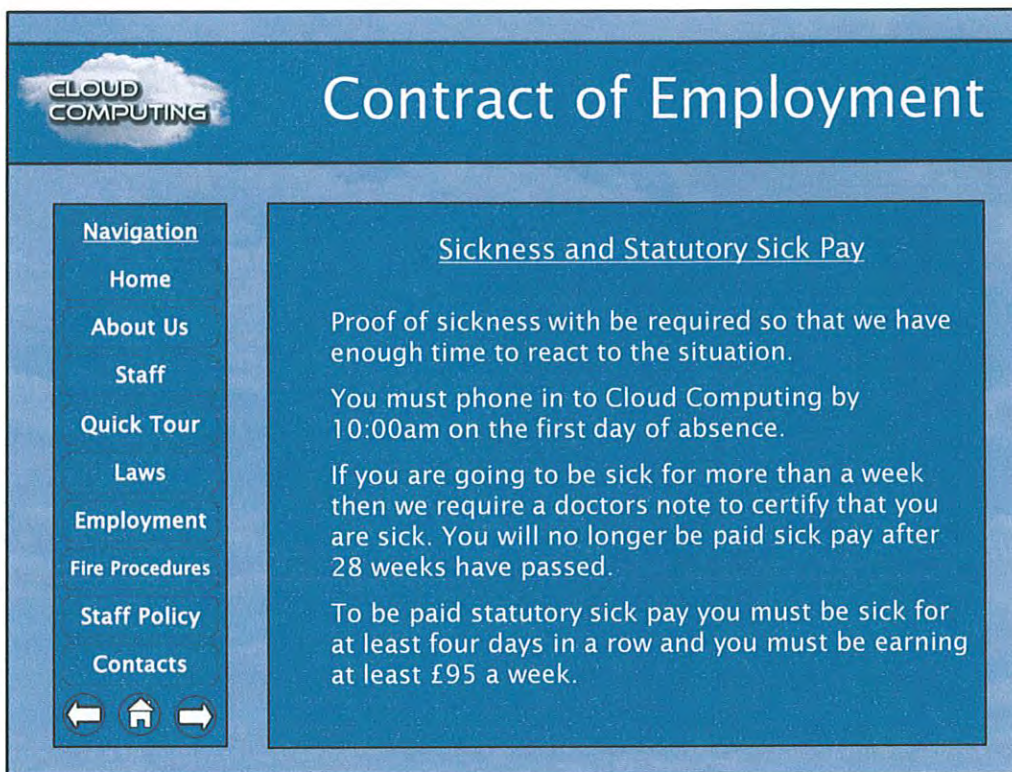 CLOUD
COMPUTING
Contract of Employment
Navigation
Home
About Us
Staff
Quick Tour
Laws
Employment
Fire Procedures
Staff Policy
Contacts
Sickness and Statutory Sick Pay
Proof of sickness with be required so that we have
enough time to react to the situation.
You must phone in to Cloud Computing by
10:00am on the first day of absence.
If you are going to be sick for more than a week
then we require a doctors note to certify that you
are sick. You will no longer be paid sick pay after
28 weeks have passed.
To be paid statutory sick pay you must be sick for
at least four days in a row and you must be earning
at least £95 a week.